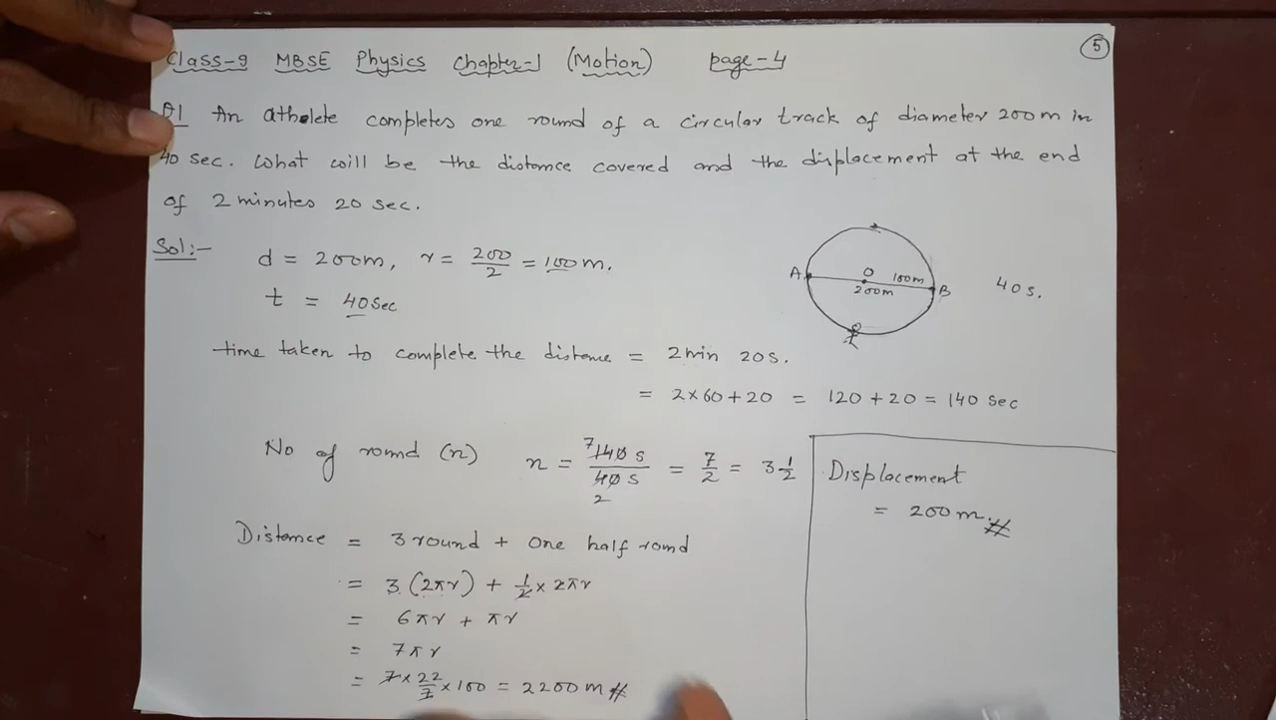 Class-9 MBSE Physics Chapter-1 (Motion) page-4
5
Q1 An athelete completes one round of a circular track of diameter 200m in
40 sec. What will be the distance covered and the displacement at the end
of 2 minutes 20 sec.
Sol:-
d = 200m, r = 200/2 = 100m.
t = 40sec
A O 100m B
200m
40s.
time taken to complete the distance = 2min 20s.
= 2×60+20 = 120+20 = 140 sec
No of round (n) n = 140 s/40 s = 7/2 = 3 1/2
7
2
Displacement
= 200m.
Distance = 3 round + one half round
= 3(2πr) + 1/2 × 2πr
= 6πr + πr
= 7πr
= 7 × 22/7 × 100 = 2200m